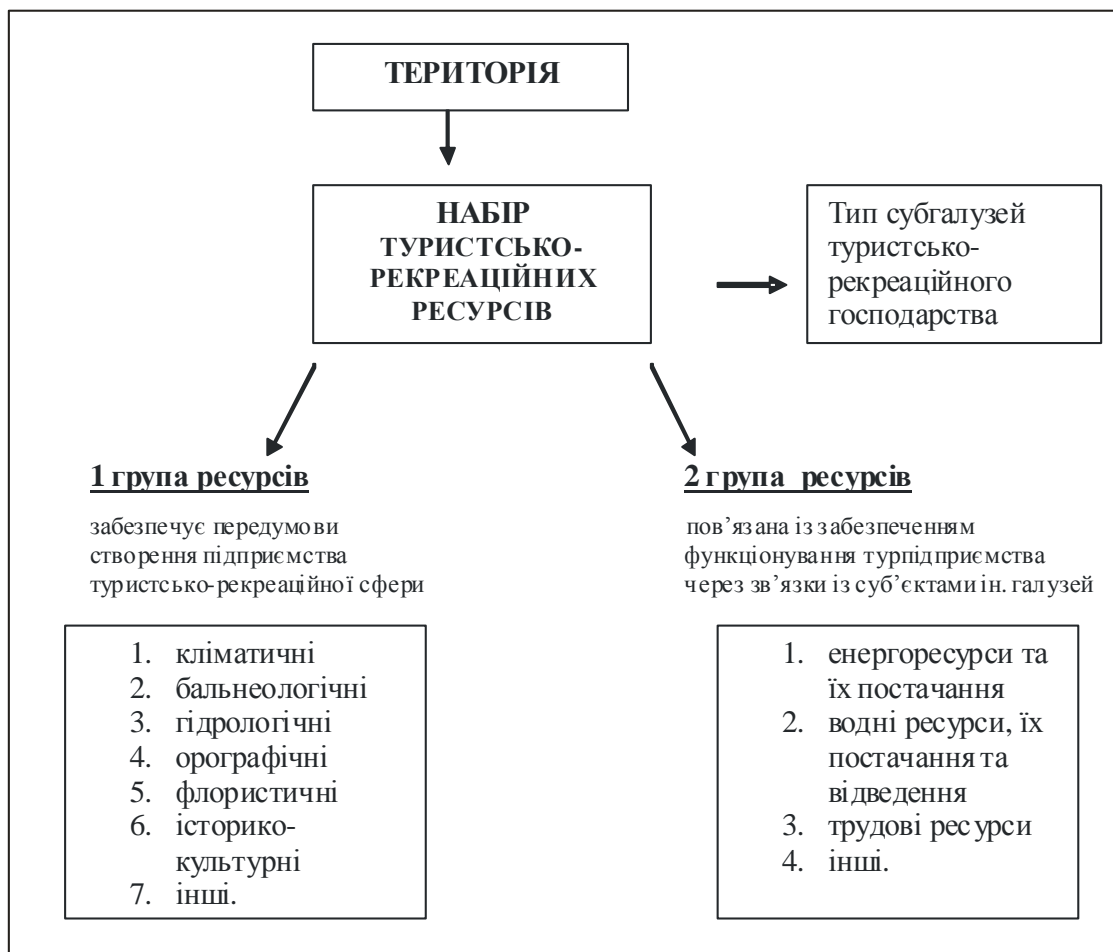 ТЕРИТОРІЯ
НАБІР
ТУРИСТСЬКО-
РЕКРЕАЦІЙНИХ
РЕСУРСІВ
Тип субгалузей
туристсько-
рекреаційного
господарства
1 група ресурсів
забезпечує передумови
створення підприємства
туристсько-рекреаційної сфери
1. кліматичні
2. бальнеологічні
3. гідрологічні
4. орографічні
5. флористичні
6. історико-
культурні
7. інші.
2 група ресурсів
пов’язана із забезпеченням
функціонування турпідприємства
через зв’язки із суб’єктами ін. галузей
1. енергоресурси та
їх постачання
2. водні ресурси, їх
постачання та
відведення
3. трудові ресурси
4. інші.